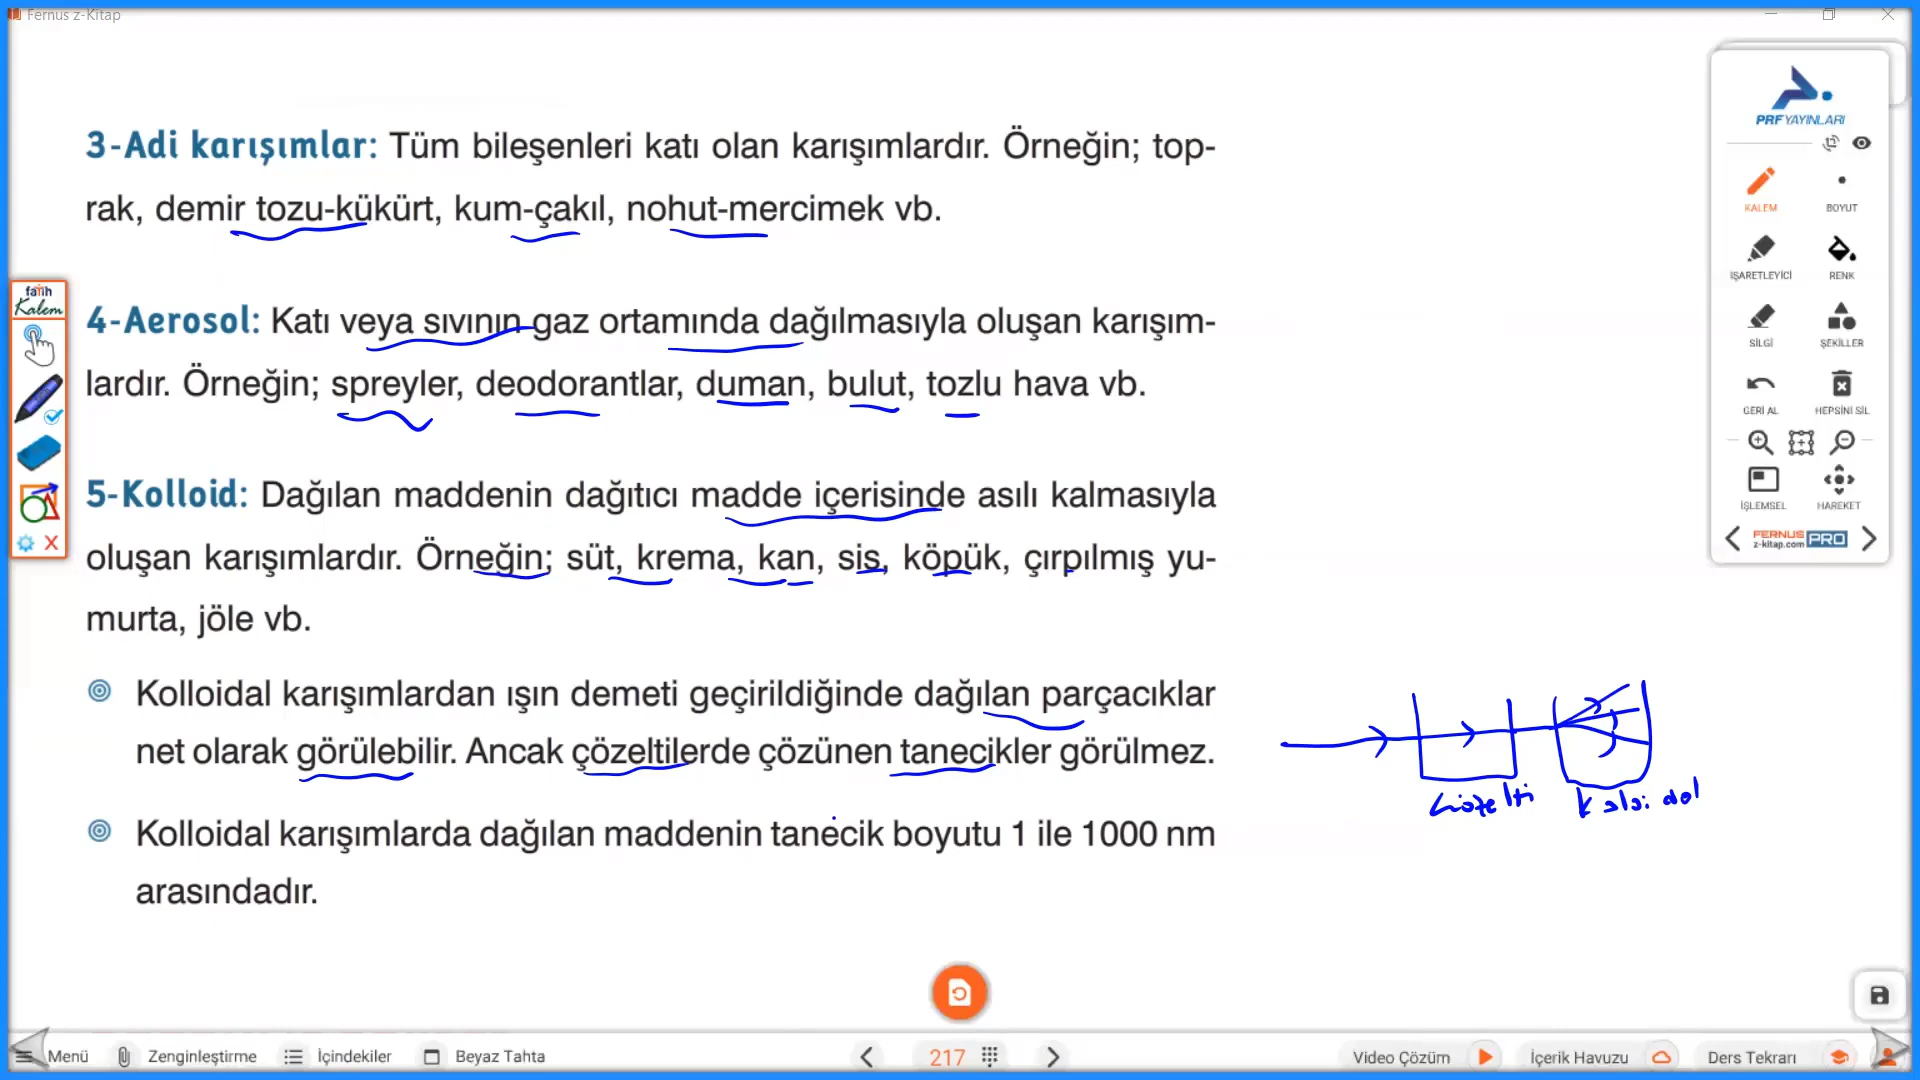 Fernus z-Kitap
3-Adi karışımlar: Tüm bileşenleri katı olan karışımlardır. Örneğin; top-
rak, demir tozu-kükürt, kum-çakıl, nohut-mercimek vb.
4-Aerosol: Katı veya sıvının gaz ortamında dağılmasıyla oluşan karışım-
lardır. Örneğin; spreyler, deodorantlar, duman, bulut, tozlu hava vb.
5-Kolloid: Dağılan maddenin dağıtıcı madde içerisinde asılı kalmasıyla
oluşan karışımlardır. Örneğin; süt, krema, kan, sis, köpük, çırpılmış yu-
murta, jöle vb.
Kolloidal karışımlardan ışın demeti geçirildiğinde dağılan parçacıklar
net olarak görülebilir. Ancak çözeltilerde çözünen tanecikler görülmez.
Kolloidal karışımlarda dağılan maddenin tanecik boyutu 1 ile 1000 nm
arasındadır.
fatih
Kalem
PRF YAYINLARI
KALEM BOYUT
İŞARETLEYİCİ RENK
SİLGİ ŞEKİLLER
GERİ AL HEPSİNİ SİL
İŞLEMSEL HAREKET
FERNUS PRO
z-kitap.com
Menü Zenginleştirme İçindekiler Beyaz Tahta 217 Video Çözüm İçerik Havuzu Ders Tekrarı